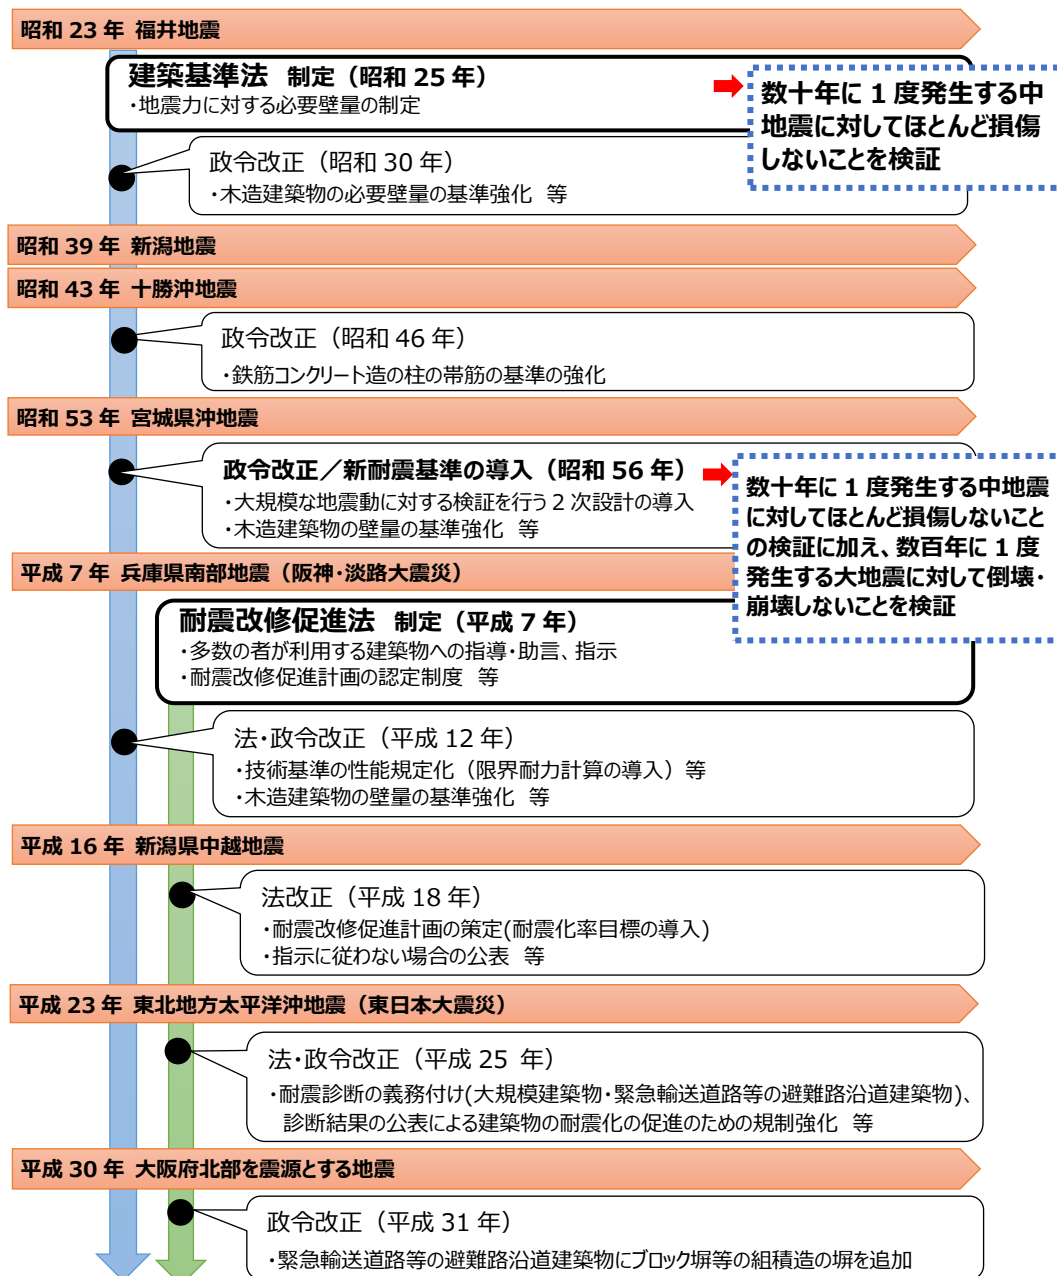 昭和 23 年 福井地震
建築基準法 制定（昭和 25 年）
・地震力に対する必要壁量の制定
数十年に 1 度発生する中
地震に対してほとんど損傷
しないことを検証
政令改正（昭和 30 年）
・木造建築物の必要壁量の基準強化 等
昭和 39 年 新潟地震
昭和 43 年 十勝沖地震
政令改正（昭和 46 年）
・鉄筋コンクリート造の柱の帯筋の基準の強化
昭和 53 年 宮城県沖地震
政令改正／新耐震基準の導入（昭和 56 年）
・大規模な地震動に対する検証を行う 2 次設計の導入
・木造建築物の壁量の基準強化 等
数十年に 1 度発生する中地震
に対してほとんど損傷しないこと
の検証に加え、数百年に 1 度
発生する大地震に対して倒壊・
崩壊しないことを検証
平成 7 年 兵庫県南部地震（阪神・淡路大震災）
耐震改修促進法 制定（平成 7 年）
・多数の者が利用する建築物への指導・助言、指示
・耐震改修促進計画の認定制度 等
法・政令改正（平成 12 年）
・技術基準の性能規定化（限界耐力計算の導入）等
・木造建築物の壁量の基準強化 等
平成 16 年 新潟県中越地震
法改正（平成 18 年）
・耐震改修促進計画の策定(耐震化率目標の導入)
・指示に従わない場合の公表 等
平成 23 年 東北地方太平洋沖地震（東日本大震災）
法・政令改正（平成 25 年）
・耐震診断の義務付け(大規模建築物・緊急輸送道路等の避難路沿道建築物)、
診断結果の公表による建築物の耐震化の促進のための規制強化 等
平成 30 年 大阪府北部を震源とする地震
政令改正（平成 31 年）
・緊急輸送道路等の避難路沿道建築物にブロック塀等の組積造の塀を追加